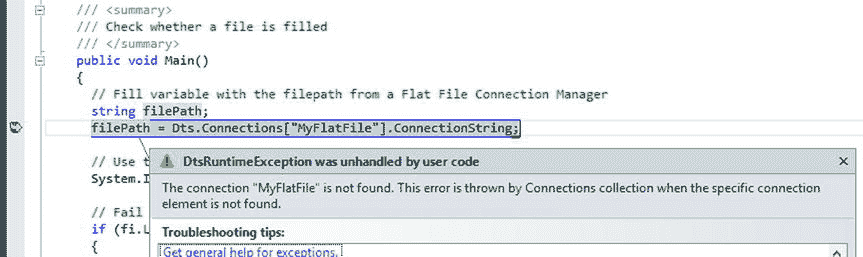 /// <summary>
/// Check whether a file is filled
/// </summary>
public void Main()
{
// Fill variable with the filepath from a Flat File Connection Manager
string filePath;
filePath = Dts.Connections["MyFlatFile"].ConnectionString;
// Use t
DtsRuntimeException was unhandled by user code
System.I
The connection "MyFlatFile" is not found. This error is thrown by Connections collection when the specific connection
element is not found.
// Fail
if (fi.L
Troubleshooting tips:
{
Get general help for exceptions.